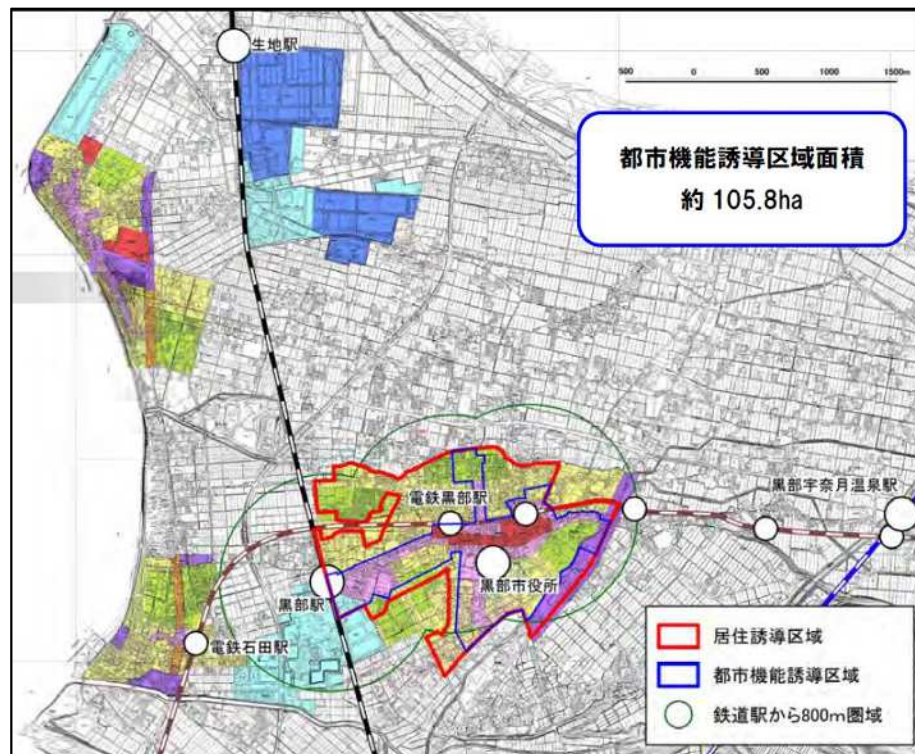 生地駅
500
0
500
1000
1500m
都市機能誘導区域面積
約 105.8ha
電鉄黒部駅
黒部宇奈月温泉駅
黒部市役所
黒部駅
電鉄石田駅
居住誘導区域
都市機能誘導区域
鉄道駅から800m圏域